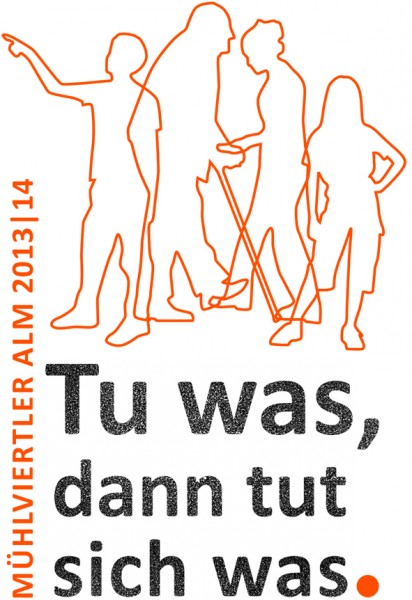 MÜHLVIERTLER ALM 2013|14
Tu was,
dann tut
sich was.